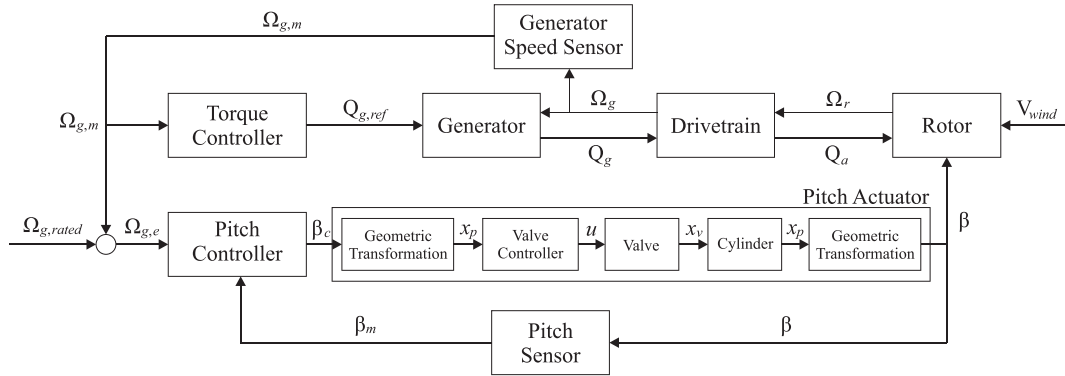 Ω_{g,m}
Generator
Speed Sensor
Ω_{g,m}
Torque
Controller
Q_{g,ref}
Generator
Ω_g
Q_g
Drivetrain
Ω_r
Q_a
Rotor
V_{wind}
Ω_{g,rated}
Ω_{g,e}
Pitch
Controller
β_c
Pitch Actuator
Geometric
Transformation
x_p
Valve
Controller
u
Valve
x_v
Cylinder
x_p
Geometric
Transformation
β
β_m
Pitch
Sensor
β